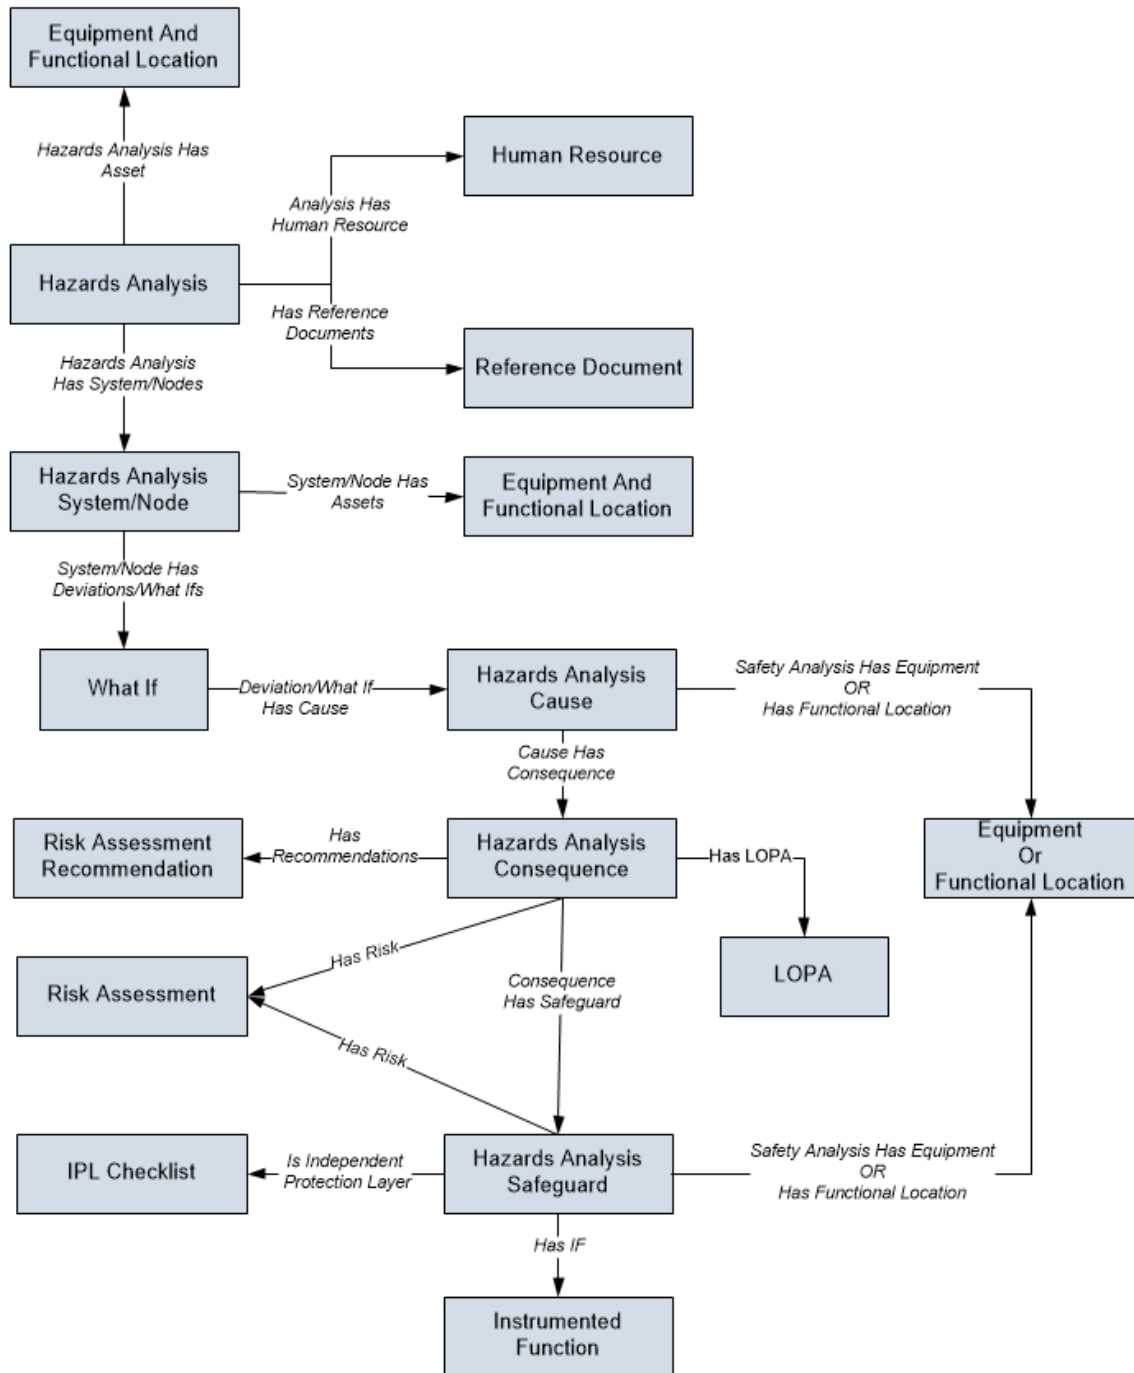 Equipment And
Functional Location
Hazards Analysis Has
Asset
Human Resource
Analysis Has
Human Resource
Hazards Analysis
Has Reference
Documents
Reference Document
Hazards Analysis
Has System/Nodes
Hazards Analysis
System/Node
System/Node Has
Assets
Equipment And
Functional Location
System/Node Has
Deviations/What Ifs
What If
Deviation/What If
Has Cause
Hazards Analysis
Cause
Safety Analysis Has Equipment
OR
Has Functional Location
Cause Has
Consequence
Risk Assessment
Recommendation
Has
Recommendations
Hazards Analysis
Consequence
Has LOPA
Equipment
Or
Functional Location
LOPA
Has Risk
Risk Assessment
Consequence
Has Safeguard
Has Risk
IPL Checklist
Is Independent
Protection Layer
Hazards Analysis
Safeguard
Safety Analysis Has Equipment
OR
Has Functional Location
Has IF
Instrumented
Function